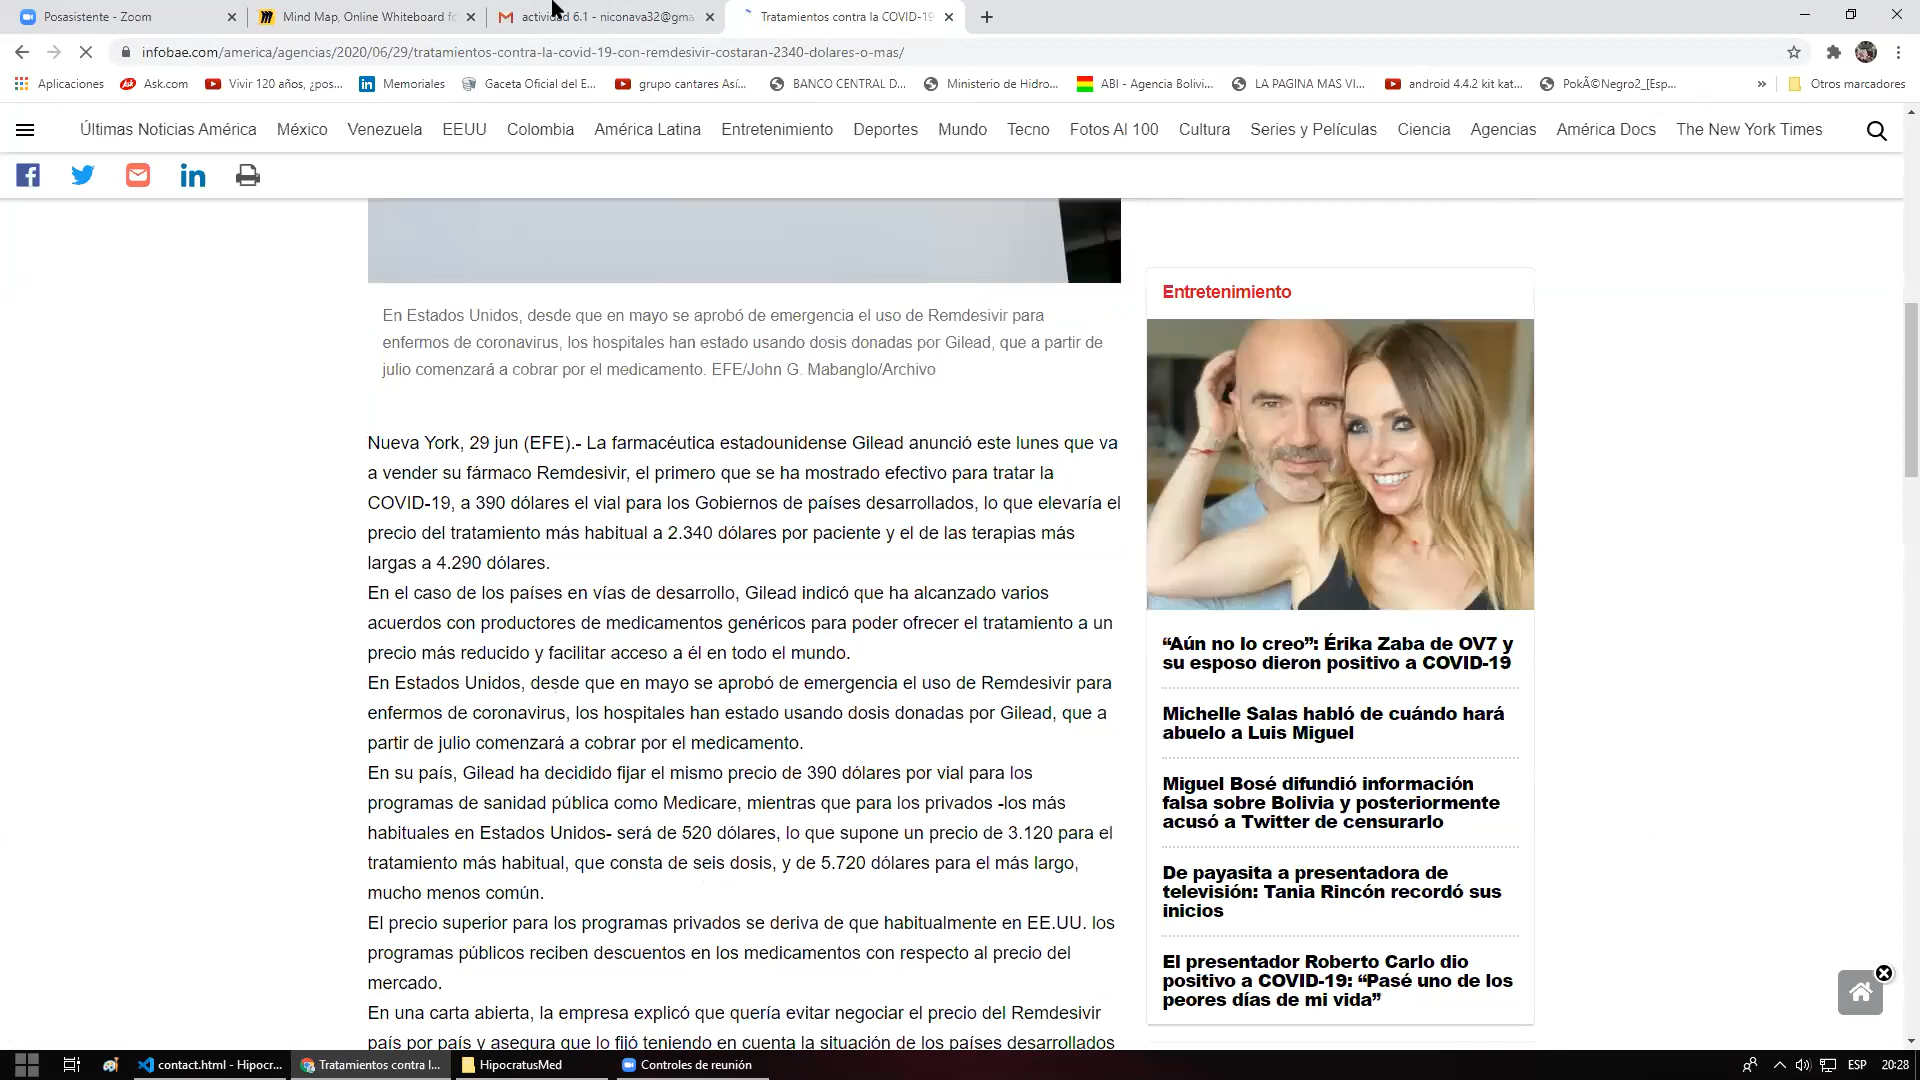 Posasistente - Zoom
Mind Map, Online Whiteboard fo
actividad 6.1 - niconava32@gma
Tratamientos contra la COVID-19
infobae.com/america/agencias/2020/06/29/tratamientos-contra-la-covid-19-con-remdesivir-costaran-2340-dolares-o-mas/
Aplicaciones
Ask.com
Vivir 120 años, ¿pos...
Memoriales
Gaceta Oficial del E...
grupo cantares Así...
BANCO CENTRAL D...
Ministerio de Hidro...
ABI - Agencia Bolivi...
LA PAGINA MAS VI...
android 4.4.2 kit kat...
PokÃ©Negro2_[Esp...
Otros marcadores
Últimas Noticias América
México
Venezuela
EEUU
Colombia
América Latina
Entretenimiento
Deportes
Mundo
Tecno
Fotos Al 100
Cultura
Series y Películas
Ciencia
Agencias
América Docs
The New York Times
En Estados Unidos, desde que en mayo se aprobó de emergencia el uso de Remdesivir para
enfermos de coronavirus, los hospitales han estado usando dosis donadas por Gilead, que a partir de
julio comenzará a cobrar por el medicamento. EFE/John G. Mabanglo/Archivo
Nueva York, 29 jun (EFE).- La farmacéutica estadounidense Gilead anunció este lunes que va
a vender su fármaco Remdesivir, el primero que se ha mostrado efectivo para tratar la
COVID-19, a 390 dólares el vial para los Gobiernos de países desarrollados, lo que elevaría el
precio del tratamiento más habitual a 2.340 dólares por paciente y el de las terapias más
largas a 4.290 dólares.
En el caso de los países en vías de desarrollo, Gilead indicó que ha alcanzado varios
acuerdos con productores de medicamentos genéricos para poder ofrecer el tratamiento a un
precio más reducido y facilitar acceso a él en todo el mundo.
En Estados Unidos, desde que en mayo se aprobó de emergencia el uso de Remdesivir para
enfermos de coronavirus, los hospitales han estado usando dosis donadas por Gilead, que a
partir de julio comenzará a cobrar por el medicamento.
En su país, Gilead ha decidido fijar el mismo precio de 390 dólares por vial para los
programas de sanidad pública como Medicare, mientras que para los privados -los más
habituales en Estados Unidos- será de 520 dólares, lo que supone un precio de 3.120 para el
tratamiento más habitual, que consta de seis dosis, y de 5.720 dólares para el más largo,
mucho menos común.
El precio superior para los programas privados se deriva de que habitualmente en EE.UU. los
programas públicos reciben descuentos en los medicamentos con respecto al precio del
mercado.
En una carta abierta, la empresa explicó que quería evitar negociar el precio del Remdesivir
país por país y asegura que lo fijó teniendo en cuenta la situación de los países desarrollados
Entretenimiento
“Aún no lo creo”: Érika Zaba de OV7 y
su esposo dieron positivo a COVID-19
Michelle Salas habló de cuándo hará
abuelo a Luis Miguel
Miguel Bosé difundió información
falsa sobre Bolivia y posteriormente
acusó a Twitter de censurarlo
De payasita a presentadora de
televisión: Tania Rincón recordó sus
inicios
El presentador Roberto Carlo dio
positivo a COVID-19: “Pasé uno de los
peores días de mi vida”
contact.html - Hipocr...
Tratamientos contra l...
HipocratusMed
Controles de reunión
ESP
20:28